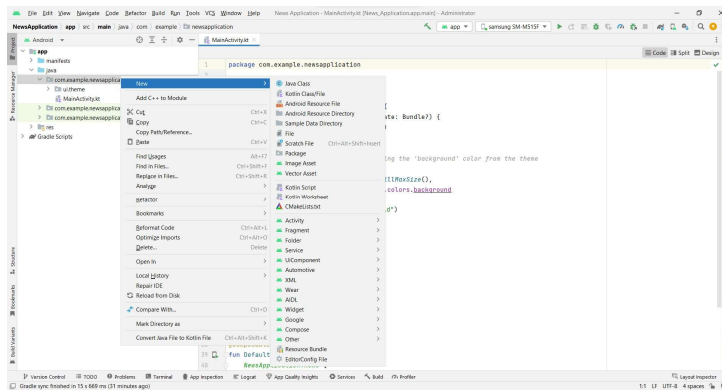 File Edit View Navigate Code Refactor Build Run Tools VCS Window Help News Application - MainActivity.kt [News_Application.app.main] - Administrator
NewsApplication app src main java com example newsapplication
app samsung SM-M515F
Android
MainActivity.kt
Code Split Design
Project
app
manifests
java
com.example.newsapplica
ui.theme
MainActivity.kt
com.example.newsapplica
com.example.newsapplica
res
Gradle Scripts
Resource Manager
Structure
Bookmarks
Build Variants
New
Add C++ to Module
Cut Ctrl+X
Copy Ctrl+C
Copy Path/Reference...
Paste Ctrl+V
Find Usages Alt+F7
Find in Files... Ctrl+Shift+F
Replace in Files... Ctrl+Shift+R
Analyze
Refactor
Bookmarks
Reformat Code Ctrl+Alt+L
Optimize Imports Ctrl+Alt+O
Delete... Delete
Open In
Local History
Repair IDE
Reload from Disk
Compare With... Ctrl+D
Mark Directory as
Convert Java File to Kotlin File Ctrl+Alt+Shift+K
Java Class
Kotlin Class/File
Android Resource File
Android Resource Directory
Sample Data Directory
File
Scratch File Ctrl+Alt+Shift+Insert
Package
Image Asset
Vector Asset
Kotlin Script
Kotlin Worksheet
CMakeLists.txt
Activity
Fragment
Folder
Service
UiComponent
Automotive
XML
Wear
AIDL
Widget
Google
Compose
Other
Resource Bundle
EditorConfig File
1 package com.example.newsapplication
{
ate: Bundle?) {
ing the 'background' color from the theme
llMaxSize(),
.colors.background
d")
39 fun Default
40
Version Control TODO Problems Terminal App Inspection Logcat App Quality Insights Services Build Profiler Layout Inspector
Gradle sync finished in 15 s 669 ms (31 minutes ago) 1:1 LF UTF-8 4 spaces